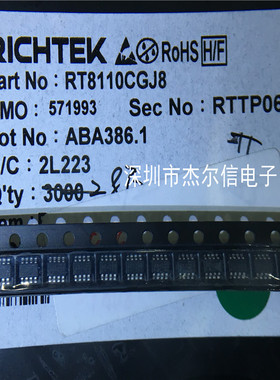 RICHTEK RoHS H/F
Part No : RT8110CGJ8
MO : 571993 Sec No : RTTP06
ot No : ABA386.1
/C : 2L223
Q'ty : 3000
深圳市杰尔信电子